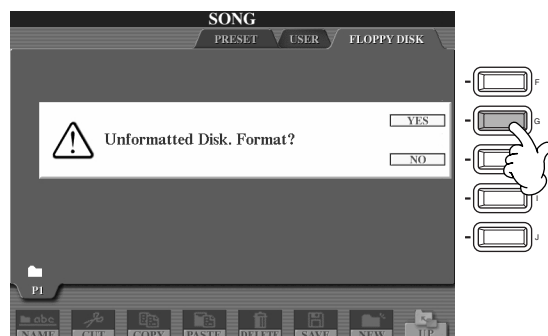 SONG
PRESET USER FLOPPY DISK
F
YES G
Unformatted Disk. Format?
NO
I
J
P1
abc
NAME CUT COPY PASTE DELETE SAVE NEW UP